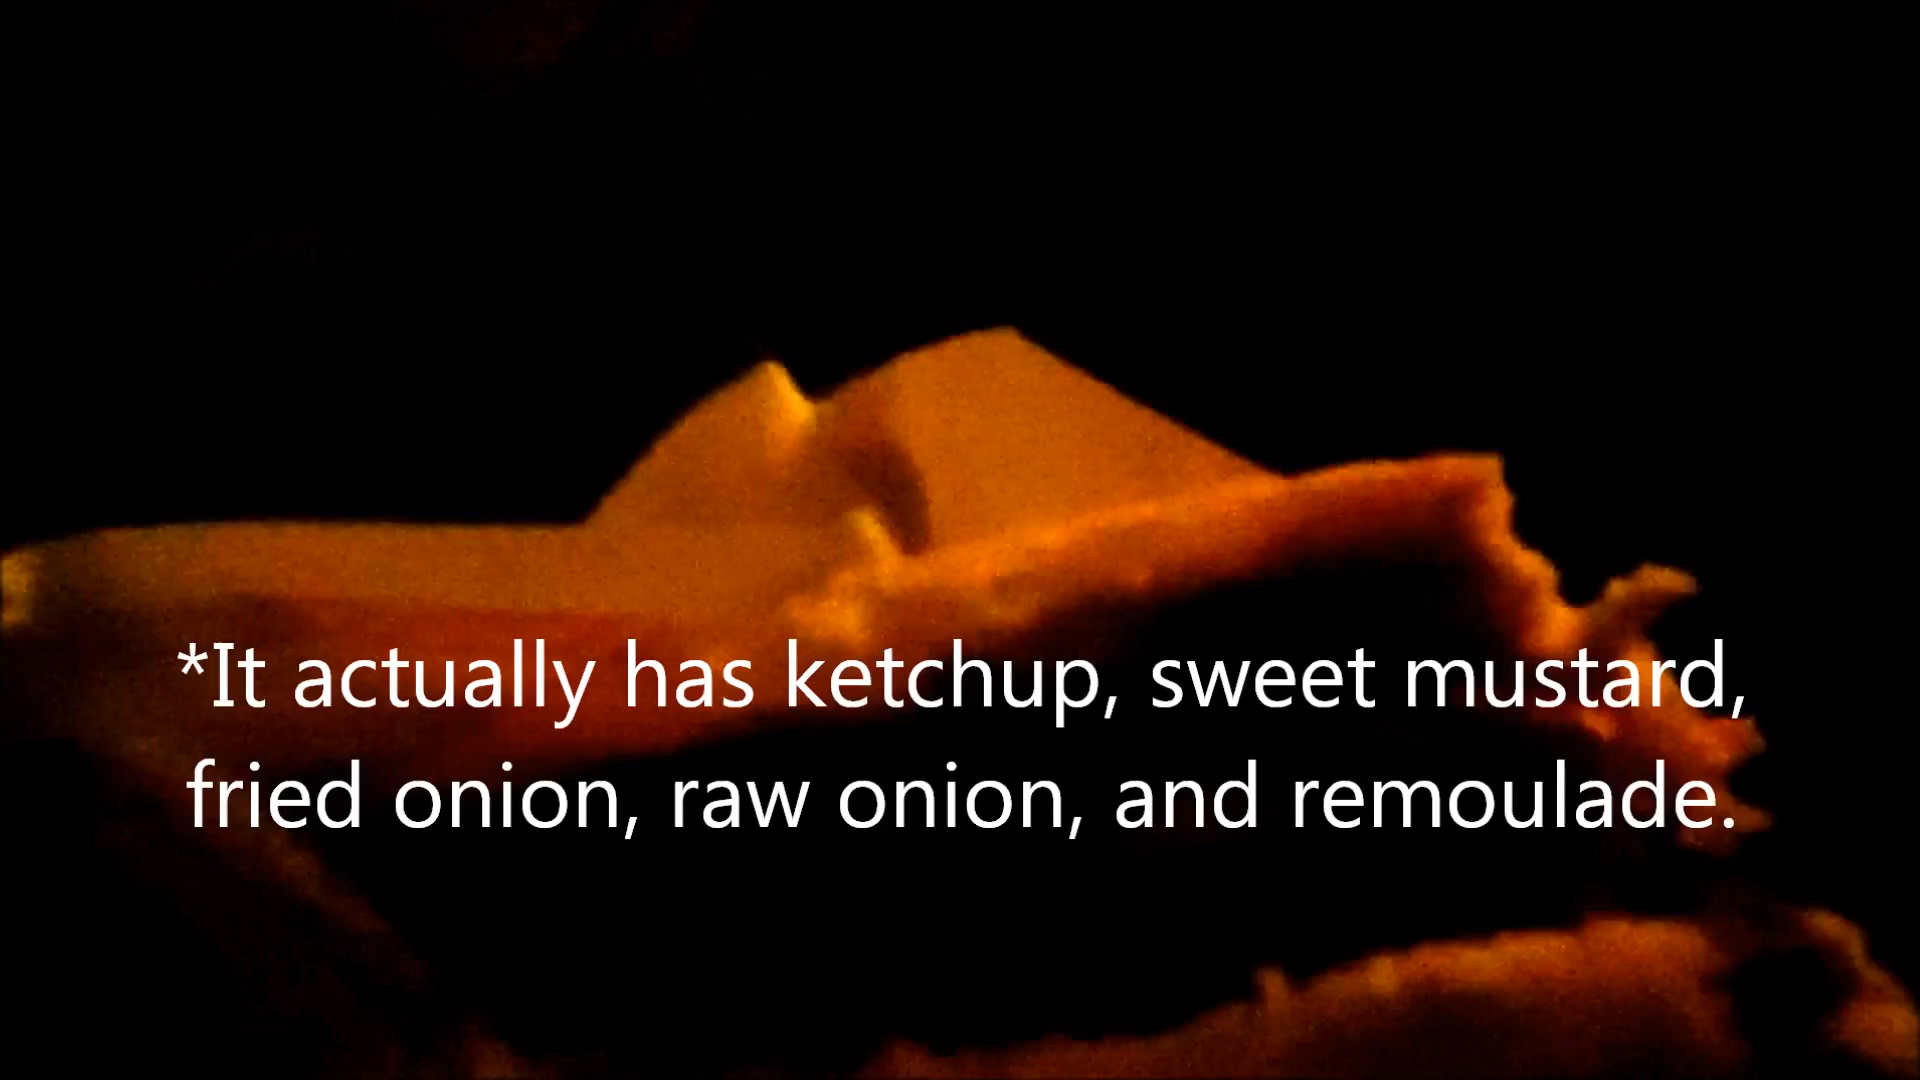 *It actually has ketchup, sweet mustard,
fried onion, raw onion, and remoulade.